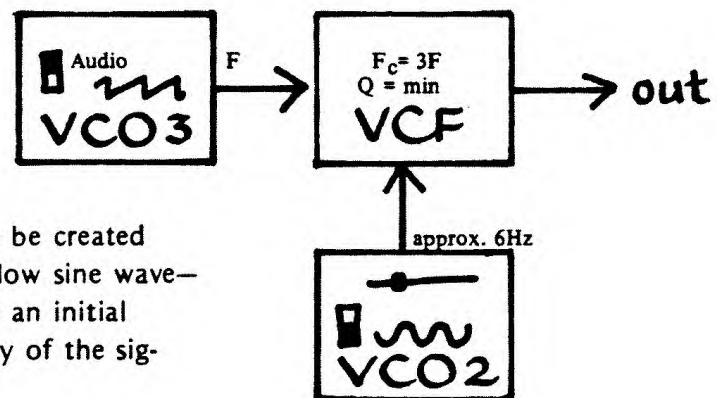 Audio
VCO3
F
F_c= 3F
Q = min
VCF
out
be created
low sine wave—
an initial
y of the sig-
approx. 6Hz
VCO2